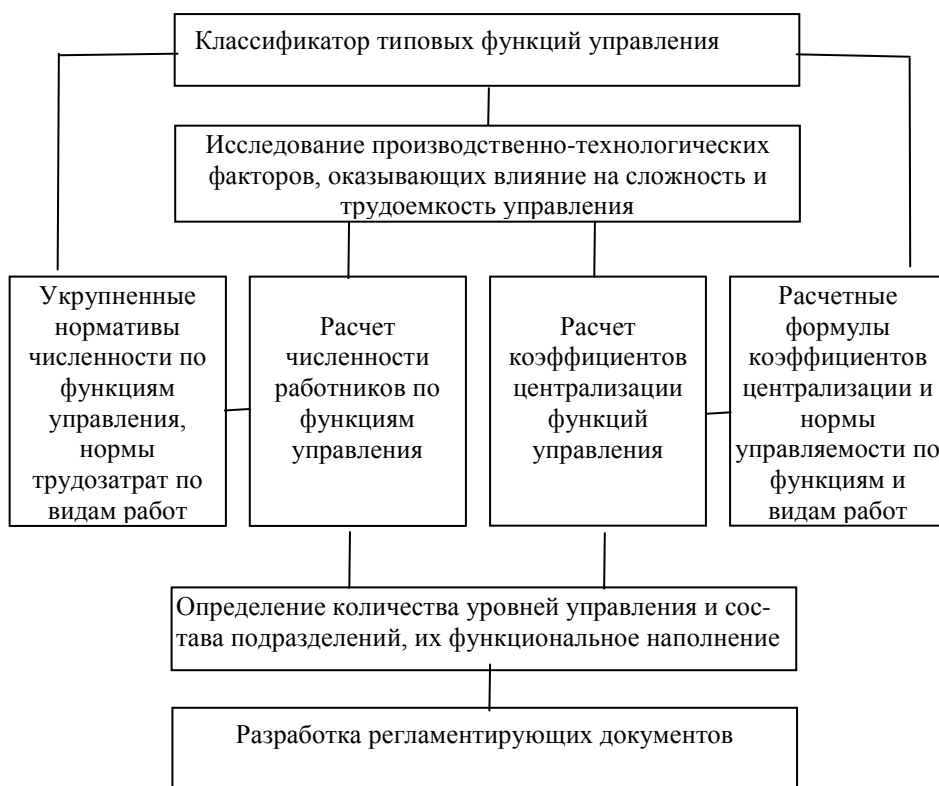 Классификатор типовых функций управления
Исследование производственно-технологических
факторов, оказывающих влияние на сложность и
трудоемкость управления
Укрупненные
нормативы
численности по
функциям
управления,
нормы
трудозатрат по
видам работ
Расчет
численности
работников по
функциям
управления
Расчет
коэффициентов
централизации
функций
управления
Расчетные
формулы
коэффициентов
централизации и
нормы
управляемости по
функциям и
видам работ
Определение количества уровней управления и сос-
тава подразделений, их функциональное наполнение
Разработка регламентирующих документов